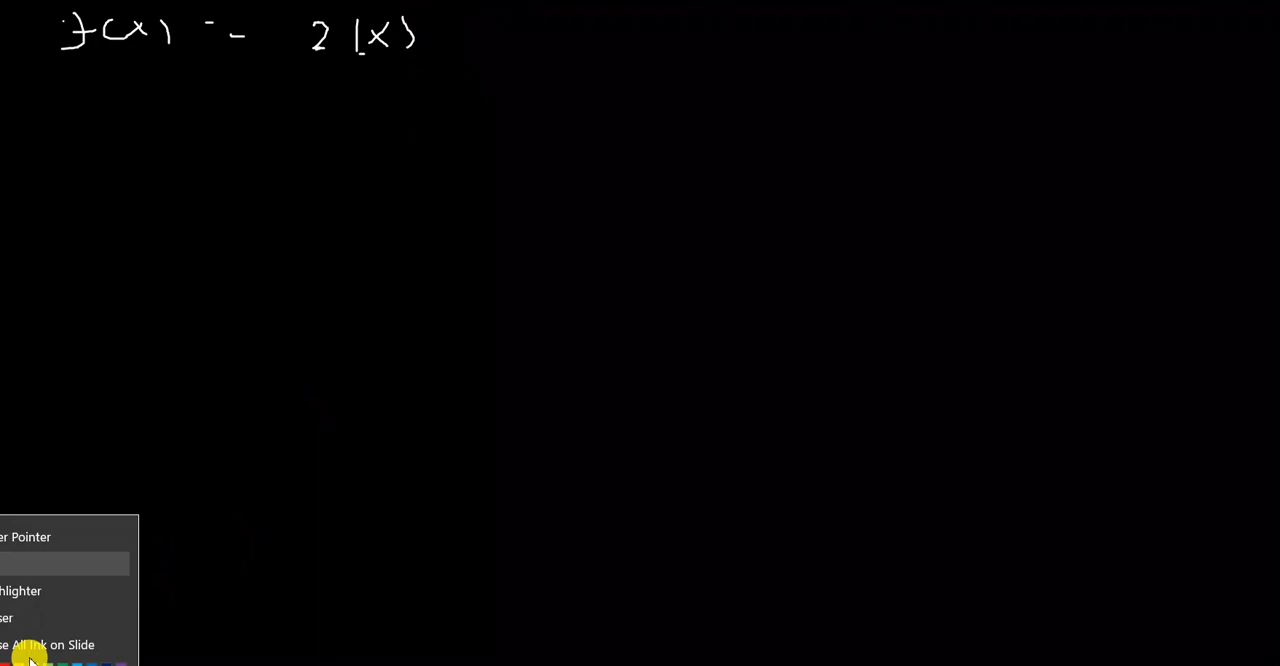 f(x) = 2 |x|
er Pointer
hlighter
ser
se All Ink on Slide